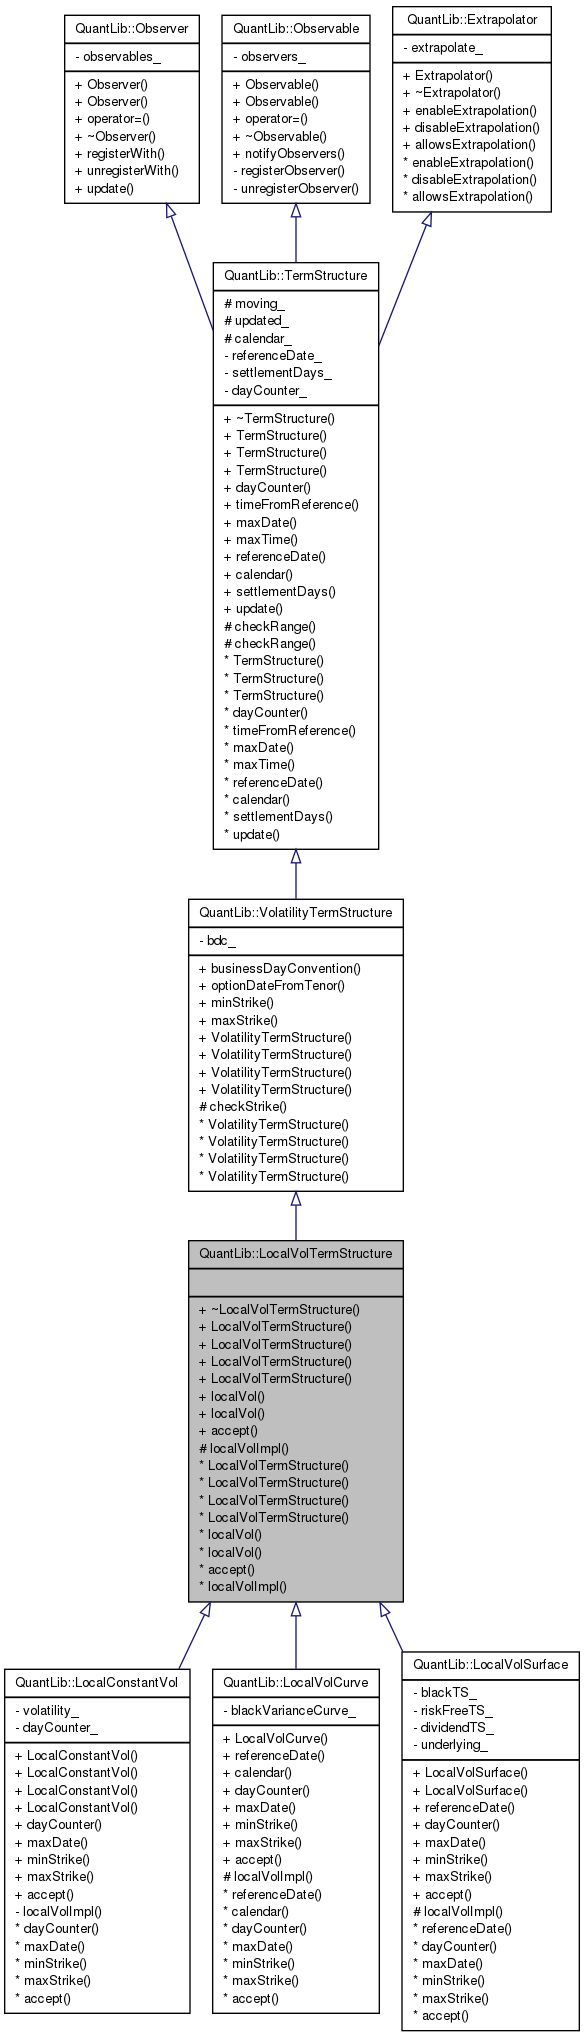 QuantLib::Observer
- observables_
+ Observer()
+ Observer()
+ operator=()
+ ~Observer()
+ registerWith()
+ unregisterWith()
+ update()
QuantLib::Observable
- observers_
+ Observable()
+ Observable()
+ operator=()
+ ~Observable()
+ notifyObservers()
- registerObserver()
- unregisterObserver()
QuantLib::Extrapolator
- extrapolate_
+ Extrapolator()
+ ~Extrapolator()
+ enableExtrapolation()
+ disableExtrapolation()
+ allowsExtrapolation()
* enableExtrapolation()
* disableExtrapolation()
* allowsExtrapolation()
QuantLib::TermStructure
# moving_
# updated_
# calendar_
- referenceDate_
- settlementDays_
- dayCounter_
+ ~TermStructure()
+ TermStructure()
+ TermStructure()
+ TermStructure()
+ dayCounter()
+ timeFromReference()
+ maxDate()
+ maxTime()
+ referenceDate()
+ calendar()
+ settlementDays()
+ update()
# checkRange()
# checkRange()
* TermStructure()
* TermStructure()
* TermStructure()
* dayCounter()
* timeFromReference()
* maxDate()
* maxTime()
* referenceDate()
* calendar()
* settlementDays()
* update()
QuantLib::VolatilityTermStructure
- bdc_
+ businessDayConvention()
+ optionDateFromTenor()
+ minStrike()
+ maxStrike()
+ VolatilityTermStructure()
+ VolatilityTermStructure()
+ VolatilityTermStructure()
+ VolatilityTermStructure()
# checkStrike()
* VolatilityTermStructure()
* VolatilityTermStructure()
* VolatilityTermStructure()
* VolatilityTermStructure()
QuantLib::LocalVolTermStructure
+ ~LocalVolTermStructure()
+ LocalVolTermStructure()
+ LocalVolTermStructure()
+ LocalVolTermStructure()
+ LocalVolTermStructure()
+ localVol()
+ localVol()
+ accept()
# localVolImpl()
* LocalVolTermStructure()
* LocalVolTermStructure()
* LocalVolTermStructure()
* LocalVolTermStructure()
* localVol()
* localVol()
* accept()
* localVolImpl()
QuantLib::LocalConstantVol
- volatility_
- dayCounter_
+ LocalConstantVol()
+ LocalConstantVol()
+ LocalConstantVol()
+ LocalConstantVol()
+ dayCounter()
+ maxDate()
+ minStrike()
+ maxStrike()
+ accept()
- localVolImpl()
* dayCounter()
* maxDate()
* minStrike()
* maxStrike()
* accept()
QuantLib::LocalVolCurve
- blackVarianceCurve_
+ LocalVolCurve()
+ referenceDate()
+ calendar()
+ dayCounter()
+ maxDate()
+ minStrike()
+ maxStrike()
+ accept()
# localVolImpl()
* referenceDate()
* calendar()
* dayCounter()
* maxDate()
* minStrike()
* maxStrike()
* accept()
QuantLib::LocalVolSurface
- blackTS_
- riskFreeTS_
- dividendTS_
- underlying_
+ LocalVolSurface()
+ LocalVolSurface()
+ referenceDate()
+ dayCounter()
+ maxDate()
+ minStrike()
+ maxStrike()
+ accept()
# localVolImpl()
* referenceDate()
* dayCounter()
* maxDate()
* minStrike()
* maxStrike()
* accept()